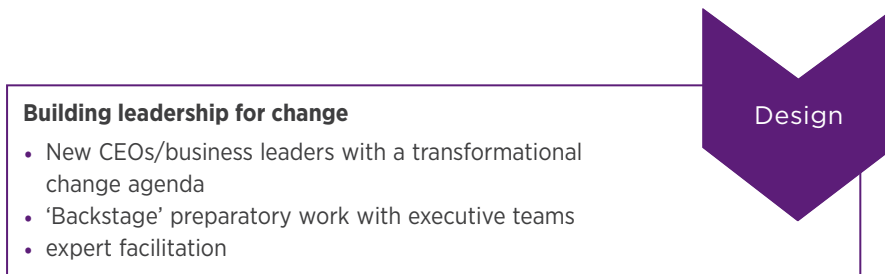 Design
Building leadership for change
• New CEOs/business leaders with a transformational
change agenda
• ‘Backstage’ preparatory work with executive teams
• expert facilitation